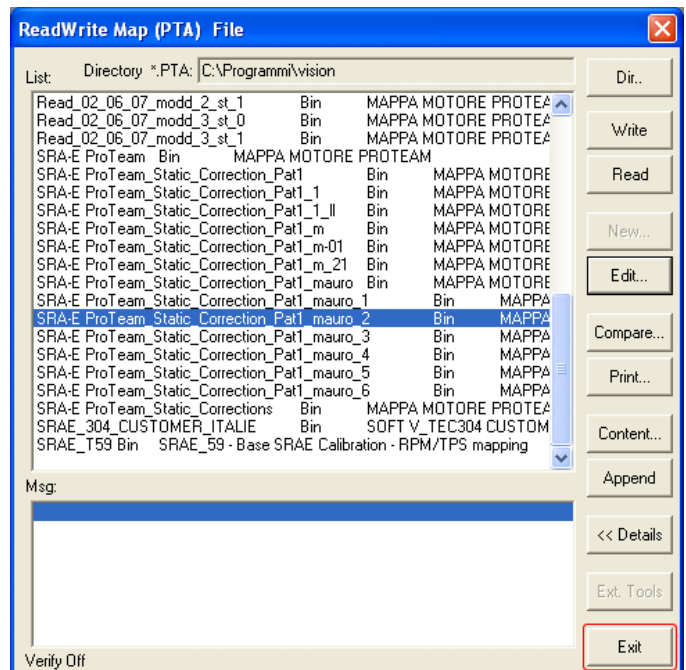 ReadWrite Map (PTA) File
List: Directory *.PTA: C:\Programmi\vision
Dir..
Read_02_06_07_modd_2_st_1 Bin MAPPA MOTORE PROTEA
Read_02_06_07_modd_3_st_0 Bin MAPPA MOTORE PROTEA
Read_02_06_07_modd_3_st_1 Bin MAPPA MOTORE PROTEA
SRA-E ProTeam Bin MAPPA MOTORE PROTEAM
SRA-E ProTeam_Static_Correction_Pat1 Bin MAPPA MOTORE
SRA-E ProTeam_Static_Correction_Pat1_1 Bin MAPPA MOTORE
SRA-E ProTeam_Static_Correction_Pat1_1_II Bin MAPPA MOTORE
SRA-E ProTeam_Static_Correction_Pat1_m Bin MAPPA MOTORE
SRA-E ProTeam_Static_Correction_Pat1_m-01 Bin MAPPA MOTORE
SRA-E ProTeam_Static_Correction_Pat1_m_21 Bin MAPPA MOTORE
SRA-E ProTeam_Static_Correction_Pat1_mauro Bin MAPPA MOTORE
SRA-E ProTeam_Static_Correction_Pat1_mauro_1 Bin MAPPA
SRA-E ProTeam_Static_Correction_Pat1_mauro_2 Bin MAPPA
SRA-E ProTeam_Static_Correction_Pat1_mauro_3 Bin MAPPA
SRA-E ProTeam_Static_Correction_Pat1_mauro_4 Bin MAPPA
SRA-E ProTeam_Static_Correction_Pat1_mauro_5 Bin MAPPA
SRA-E ProTeam_Static_Correction_Pat1_mauro_6 Bin MAPPA
SRA-E ProTeam_Static_Corrections Bin MAPPA MOTORE PROTEA
SRAE_304_CUSTOMER_ITALIE Bin SOFT V_TEC304 CUSTOM
SRAE_T59 Bin SRAE_59 - Base SRAE Calibration - RPM/TPS mapping
Write
Read
New...
Edit...
Compare...
Print...
Content...
Append
<< Details
Ext. Tools
Exit
Msg:
Verify Off